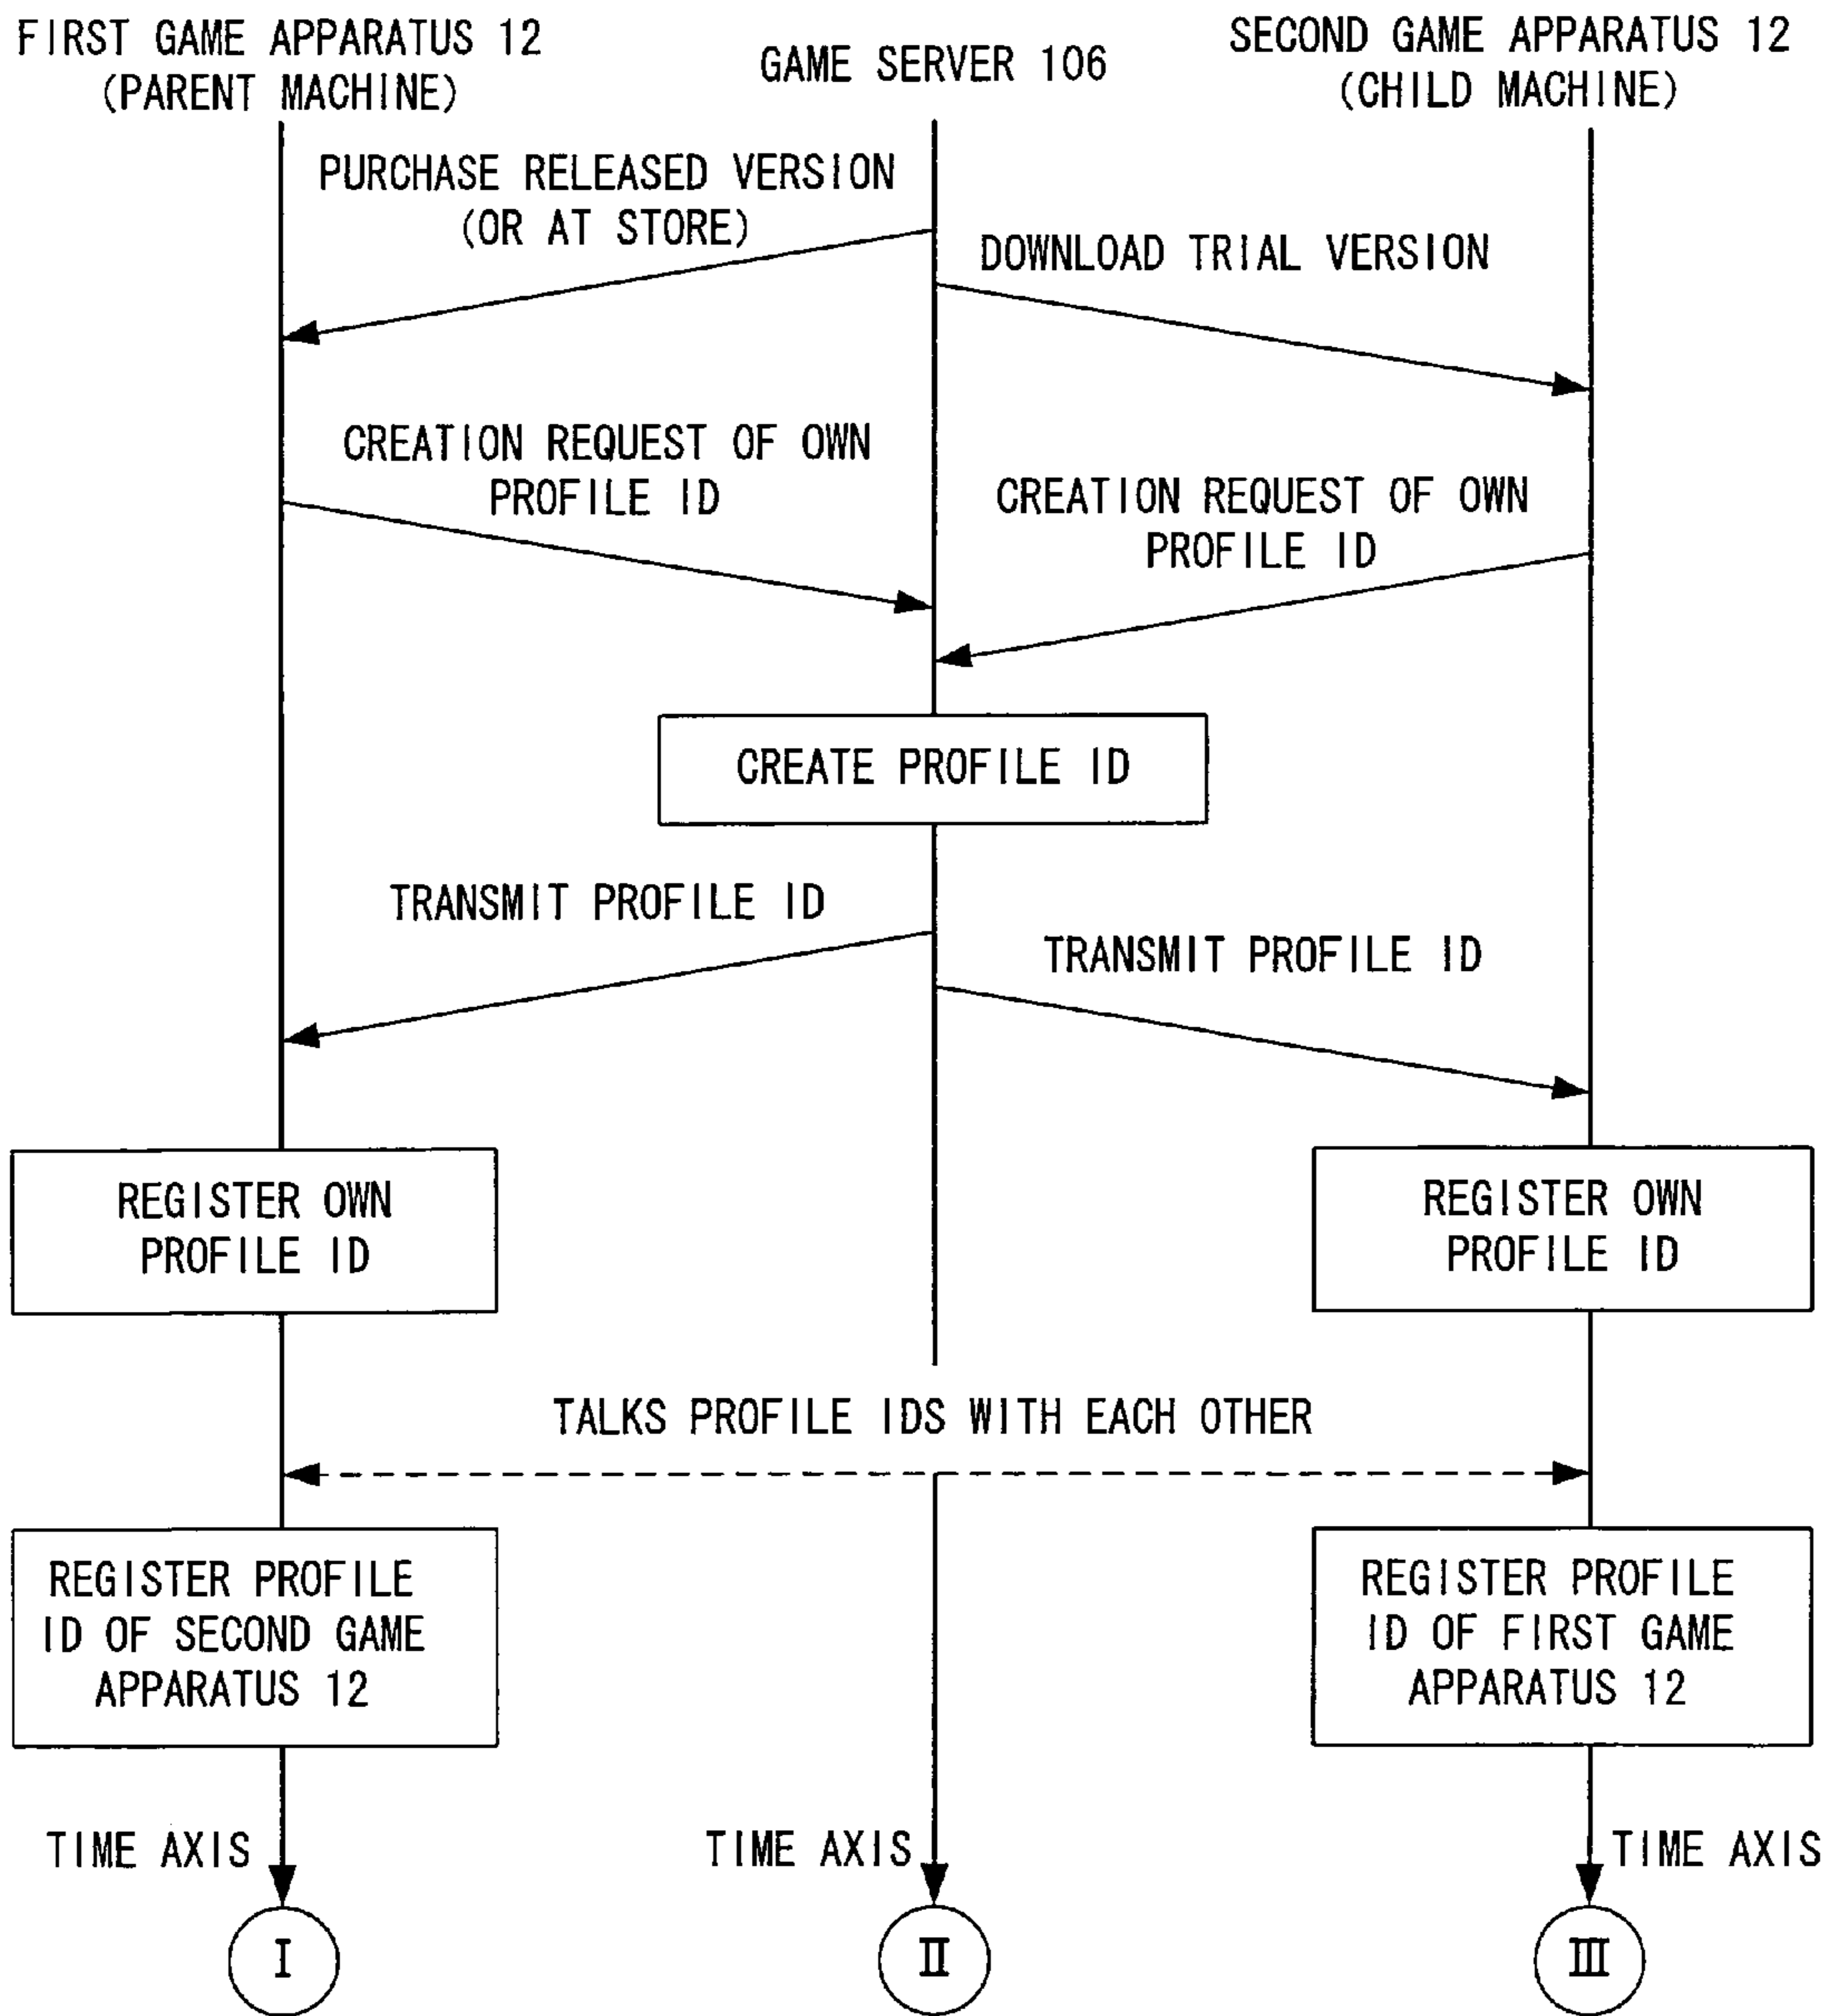 FIRST GAME APPARATUS 12
(PARENT MACHINE)
GAME SERVER 106
SECOND GAME APPARATUS 12
(CHILD MACHINE)
PURCHASE RELEASED VERSION
(OR AT STORE)
DOWNLOAD TRIAL VERSION
CREATION REQUEST OF OWN
PROFILE ID
CREATION REQUEST OF OWN
PROFILE ID
CREATE PROFILE ID
TRANSMIT PROFILE ID
TRANSMIT PROFILE ID
REGISTER OWN
PROFILE ID
REGISTER OWN
PROFILE ID
TALKS PROFILE IDS WITH EACH OTHER
REGISTER PROFILE
ID OF SECOND GAME
APPARATUS 12
REGISTER PROFILE
ID OF FIRST GAME
APPARATUS 12
TIME AXIS
TIME AXIS
TIME AXIS
I
II
III